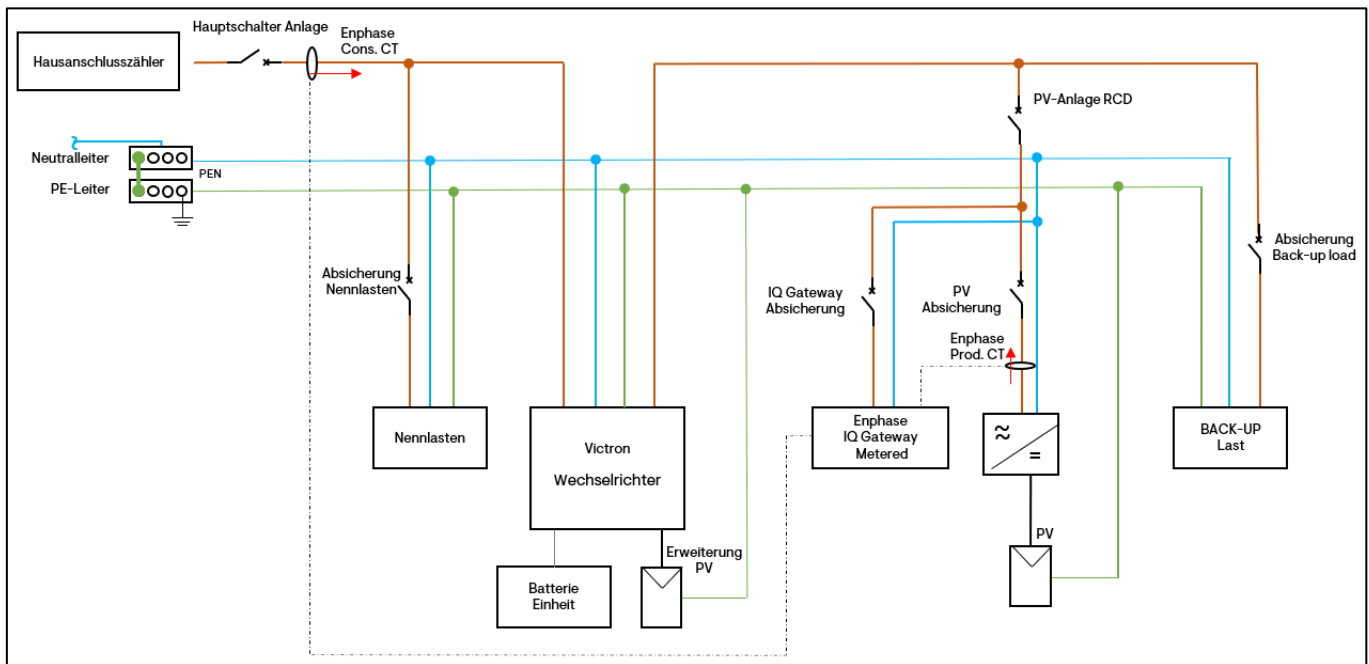 Hauptschalter Anlage
Enphase
Cons. CT
Hausanschlusszähler
PV-Anlage RCD
Neutralleiter
PEN
PE-Leiter
Absicherung
Nennlasten
IQ Gateway
Absicherung
PV
Absicherung
Absicherung
Back-up load
Enphase
Prod. CT
Nennlasten
Victron
Wechselrichter
Enphase
IQ Gateway
Metered
≈
=
BACK-UP
Last
Erweiterung
PV
PV
Batterie
Einheit